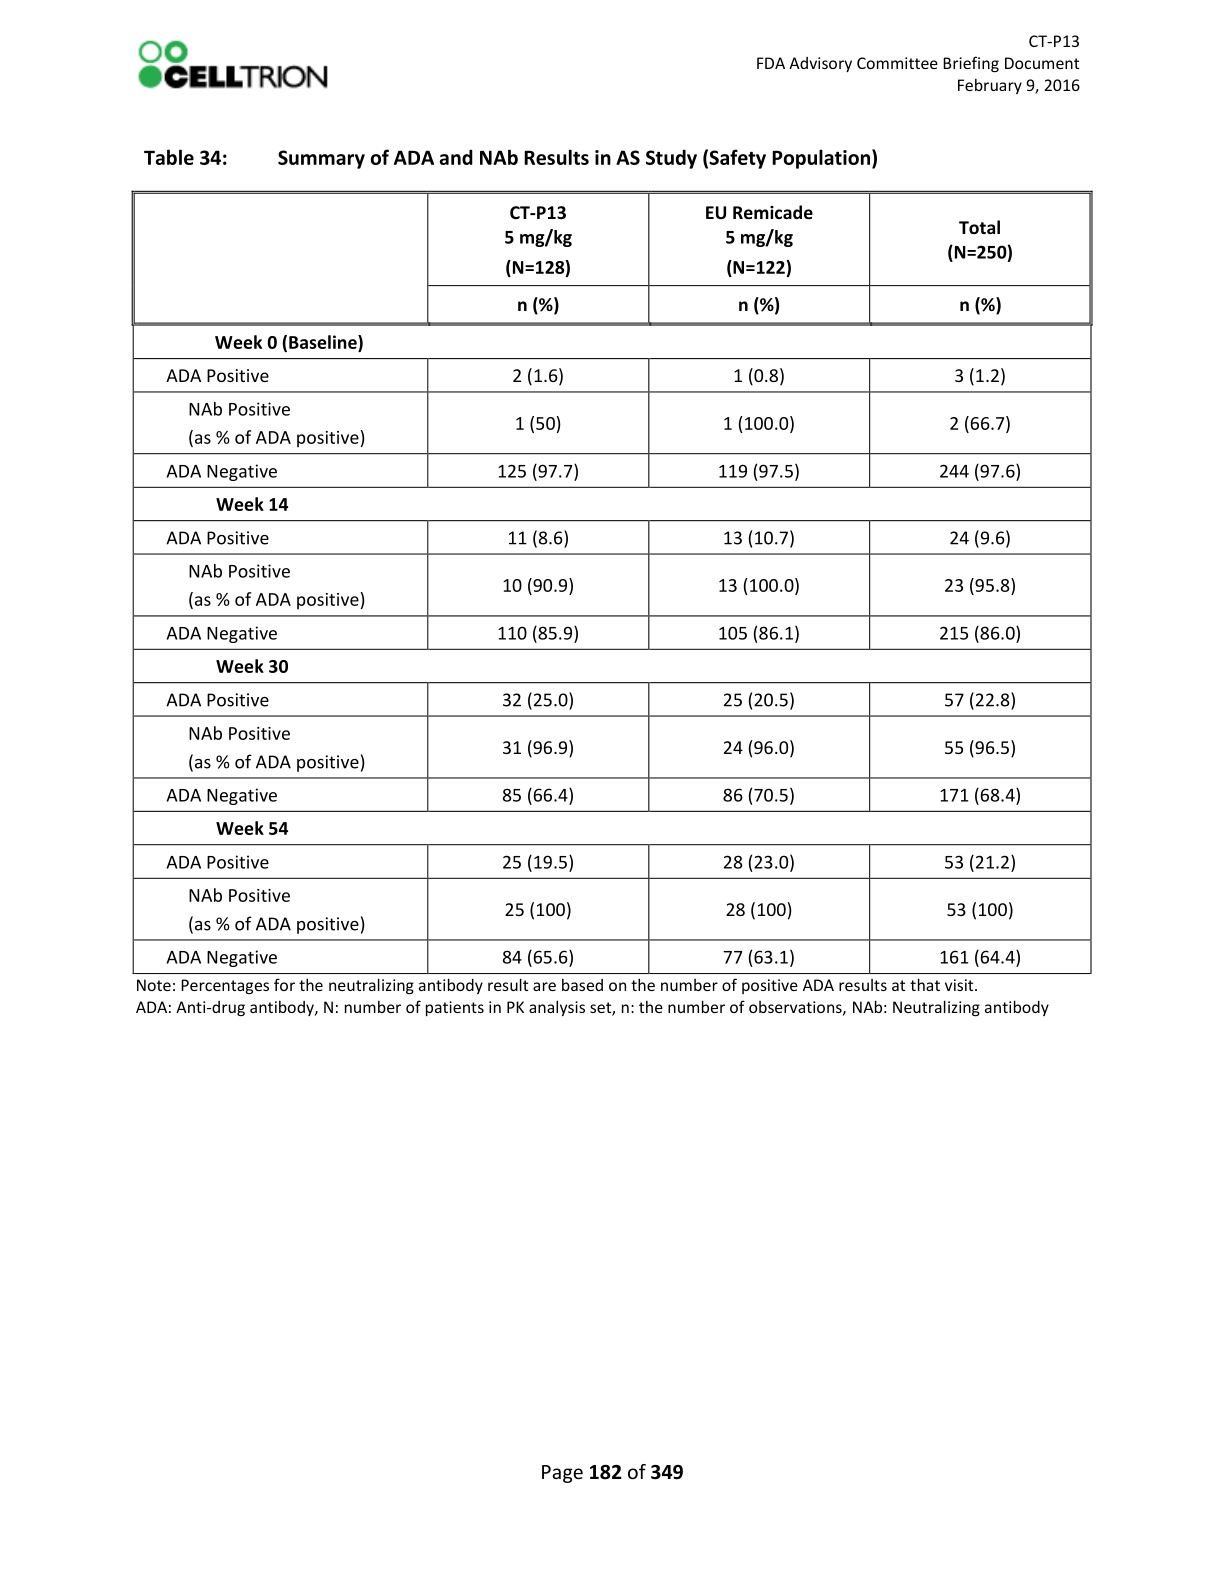 CELLTRION
CT-P13
FDA Advisory Committee Briefing Document
February 9, 2016
Table 34: Summary of ADA and NAb Results in AS Study (Safety Population)
CT-P13
5 mg/kg
(N=128)
EU Remicade
5 mg/kg
(N=122)
Total
(N=250)
n (%) n (%) n (%)
Week 0 (Baseline)
ADA Positive 2 (1.6) 1 (0.8) 3 (1.2)
NAb Positive
(as % of ADA positive) 1 (50) 1 (100.0) 2 (66.7)
ADA Negative 125 (97.7) 119 (97.5) 244 (97.6)
Week 14
ADA Positive 11 (8.6) 13 (10.7) 24 (9.6)
NAb Positive
(as % of ADA positive) 10 (90.9) 13 (100.0) 23 (95.8)
ADA Negative 110 (85.9) 105 (86.1) 215 (86.0)
Week 30
ADA Positive 32 (25.0) 25 (20.5) 57 (22.8)
NAb Positive
(as % of ADA positive) 31 (96.9) 24 (96.0) 55 (96.5)
ADA Negative 85 (66.4) 86 (70.5) 171 (68.4)
Week 54
ADA Positive 25 (19.5) 28 (23.0) 53 (21.2)
NAb Positive
(as % of ADA positive) 25 (100) 28 (100) 53 (100)
ADA Negative 84 (65.6) 77 (63.1) 161 (64.4)
Note: Percentages for the neutralizing antibody result are based on the number of positive ADA results at that visit.
ADA: Anti-drug antibody, N: number of patients in PK analysis set, n: the number of observations, NAb: Neutralizing antibody
Page 182 of 349